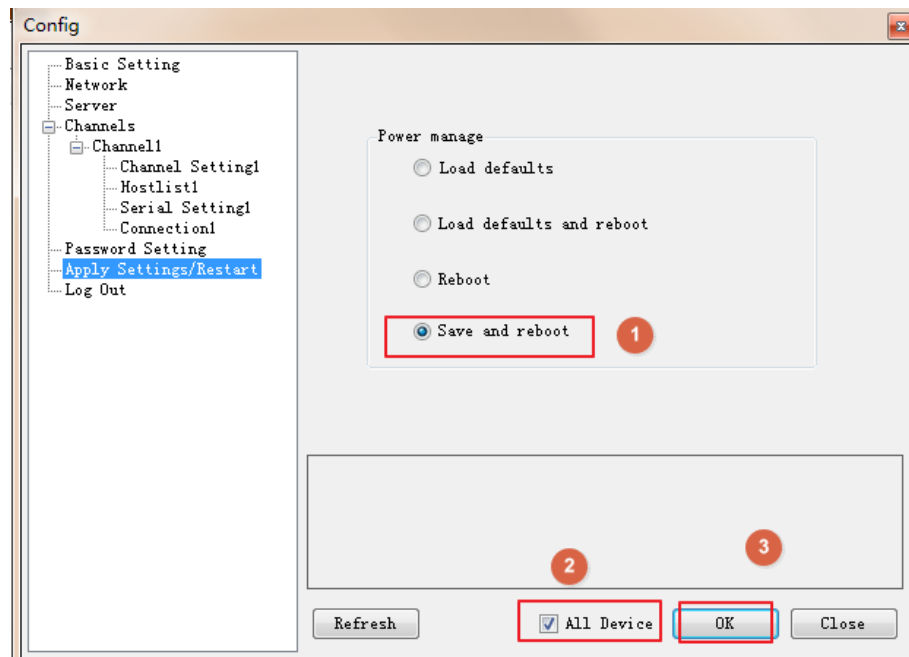 Config
Basic Setting
Network
Server
Channels
Channel1
Channel Setting1
Hostlist1
Serial Setting1
Connection1
Password Setting
Apply Settings/Restart
Log Out
Power manage
Load defaults
Load defaults and reboot
Reboot
Save and reboot
1
2
3
Refresh
All Device
OK
Close